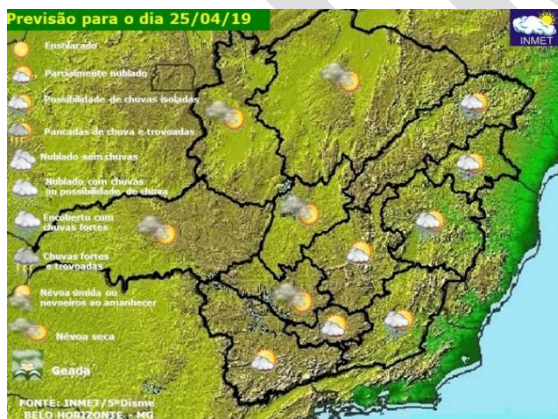 Previsão para o dia 25/04/19
INMET
Ensolarado
Parcialmente nublado
Possibilidade de chuvas isoladas
Pancadas de chuva e trovoadas
Nublado sem chuvas
Nublado com chuvas
ou possibilidade de chuva
Encoberto com
chuvas fortes
Chuvas fortes
e trovoadas
Névoa úmida ou
nevoeiros ao amanhecer
Névoa seca
Geada
FONTE: INMET/5ºDisme
BELO HORIZONTE - MG